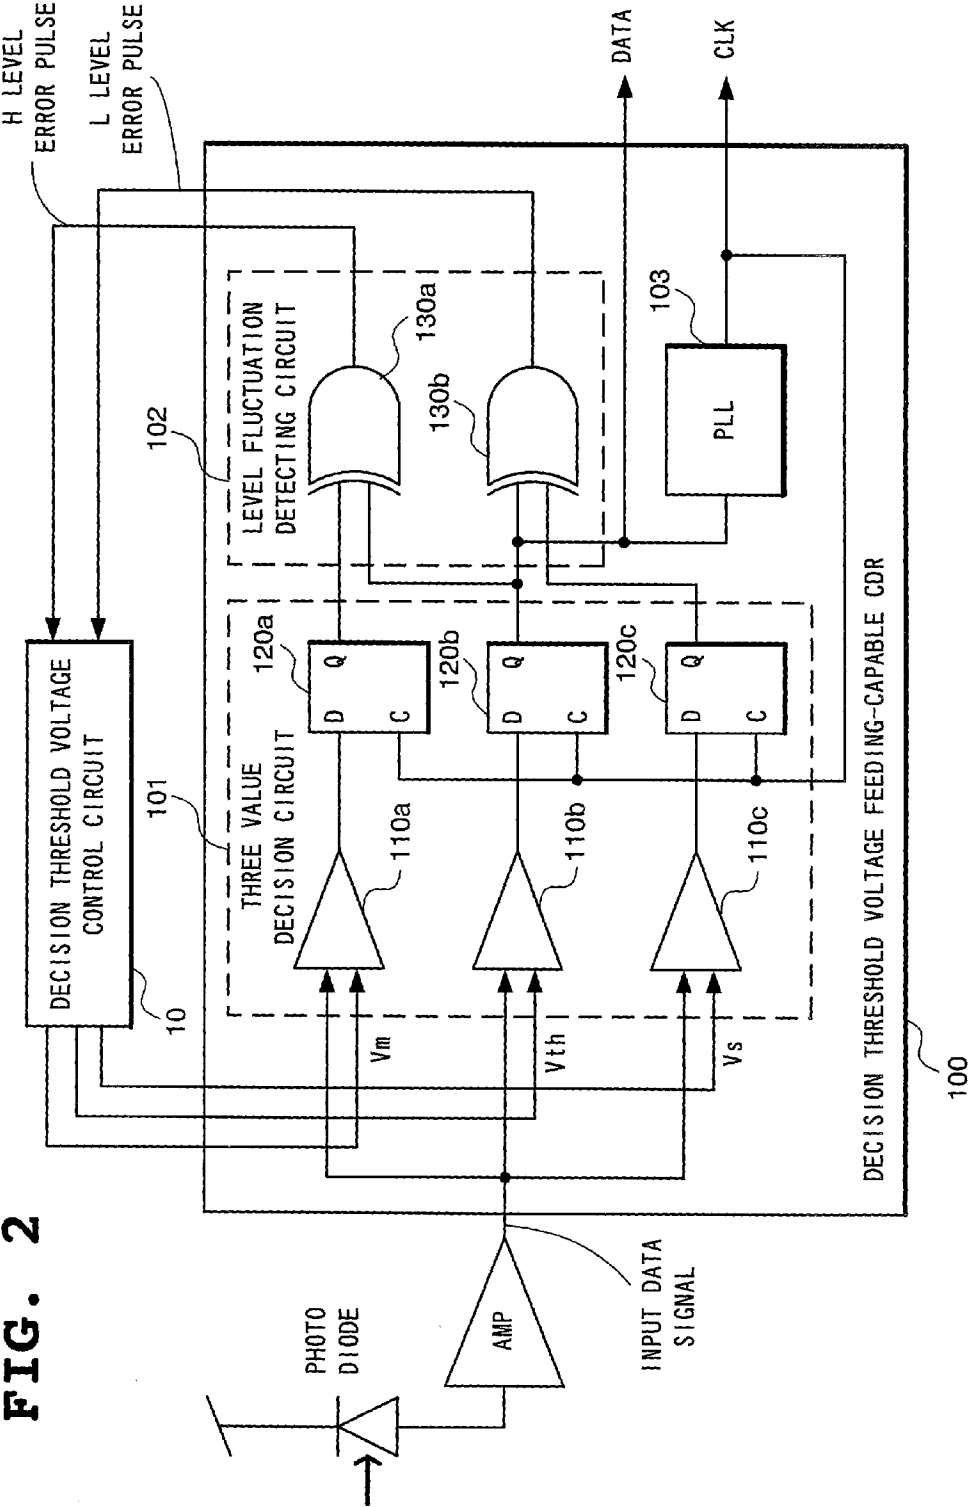 FIG. 2
H LEVEL
ERROR PULSE
L LEVEL
ERROR PULSE
DECISION THRESHOLD VOLTAGE
CONTROL CIRCUIT
10
101
102
THREE VALUE
DECISION CIRCUIT
LEVEL FLUCTUATION
DETECTING CIRCUIT
PHOTO
DIODE
AMP
INPUT DATA
SIGNAL
Vm
Vth
Vs
110a
110b
110c
120a
D
Q
C
120b
D
Q
C
120c
D
Q
C
130a
130b
103
PLL
DATA
CLK
DECISION THRESHOLD VOLTAGE FEEDING-CAPABLE CDR
100